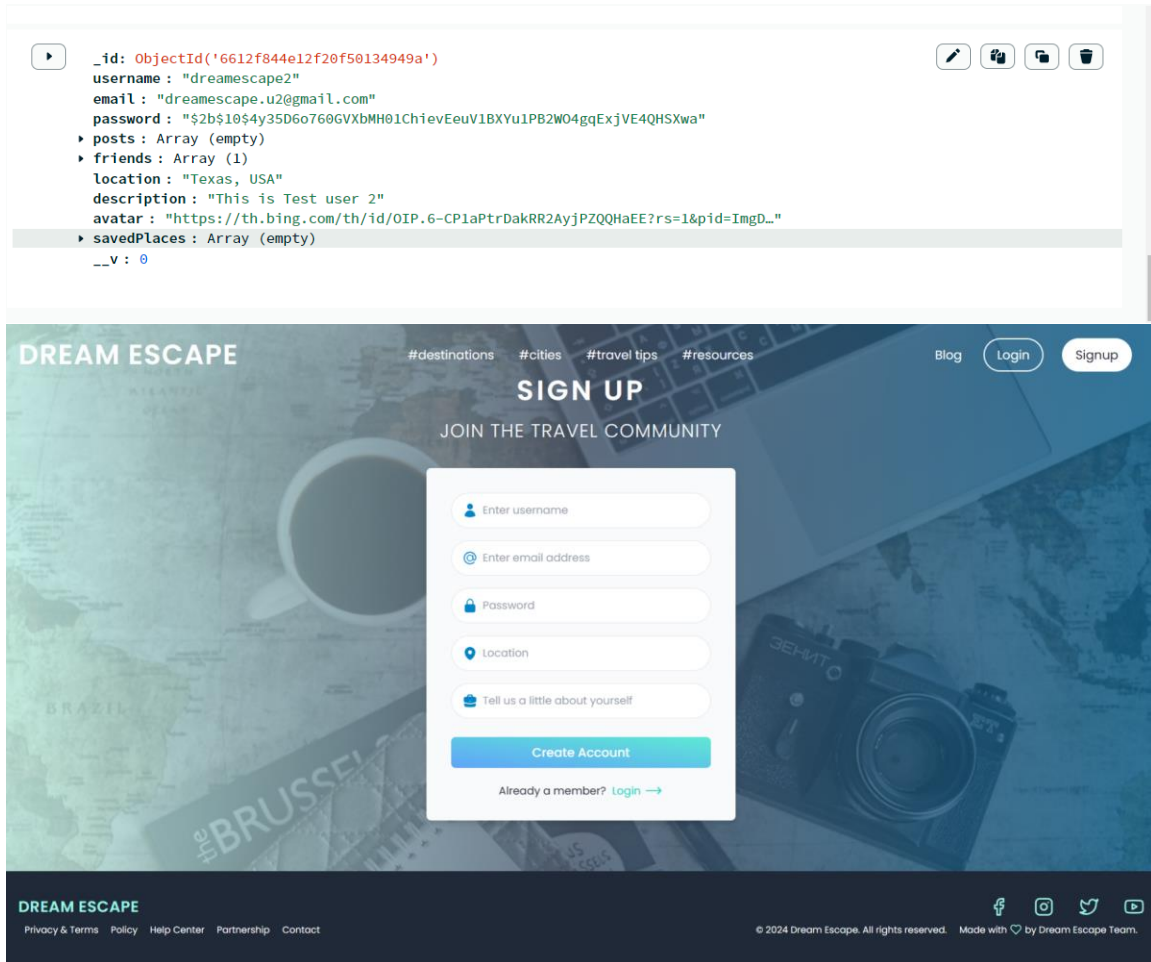 _id: ObjectId('6612f844e12f20f50134949a')
username : "dreamescape2"
email : "dreamescape.u2@gmail.com"
password : "$2b$10$4y35D6o760GVXbMH01ChievEeuV1BXYu1PB2WO4gqExjVE4QHSXwa"
posts : Array (empty)
friends : Array (1)
location : "Texas, USA"
description : "This is Test user 2"
avatar : "https://th.bing.com/th/id/OIP.6-CP1aPtrDakRR2AyjPZQQHaEE?rs=1&pid=ImgD…"
savedPlaces : Array (empty)
__v : 0
DREAM ESCAPE #destinations #cities #travel tips #resources Blog Login Signup
SIGN UP
JOIN THE TRAVEL COMMUNITY
Enter username
Enter email address
Password
Location
Tell us a little about yourself
Create Account
Already a member? Login →
ЗЕНИТ
BRAZIL
the BRUSSEL
DREAM ESCAPE
Privacy & Terms Policy Help Center Partnership Contact © 2024 Dream Escape. All rights reserved. Made with ♡ by Dream Escape Team.